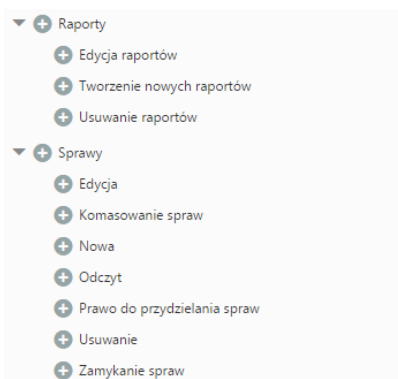 Raporty
Edycja raportów
Tworzenie nowych raportów
Usuwanie raportów
Sprawy
Edycja
Komasowanie spraw
Nowa
Odczyt
Prawo do przydzielania spraw
Usuwanie
Zamykanie spraw